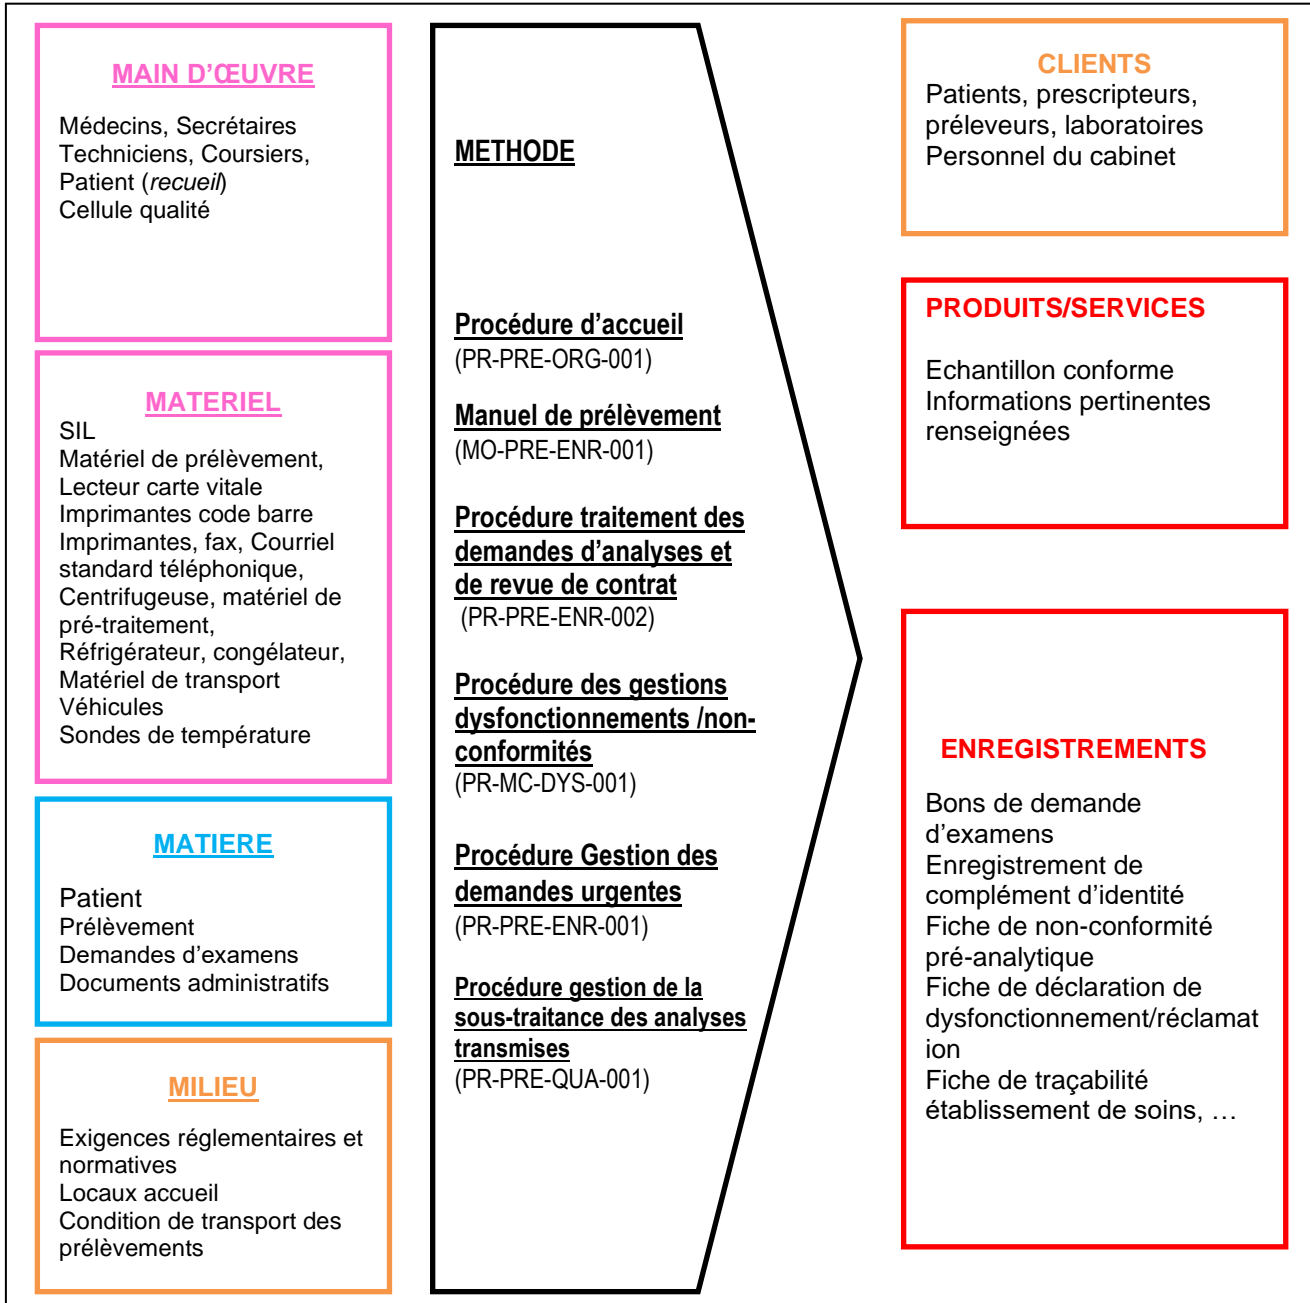 MAIN D'ŒUVRE
Médecins, Secrétaires
Techniciens, Coursiers,
Patient (recueil)
Cellule qualité
MATERIEL
SIL
Matériel de prélèvement,
Lecteur carte vitale
Imprimantes code barre
Imprimantes, fax, Courriel
standard téléphonique,
Centrifugeuse, matériel de
pré-traitement,
Réfrigérateur, congélateur,
Matériel de transport
Véhicules
Sondes de température
MATIERE
Patient
Prélèvement
Demandes d'examens
Documents administratifs
MILIEU
Exigences réglementaires et
normatives
Locaux accueil
Condition de transport des
prélèvements
METHODE
Procédure d'accueil
(PR-PRE-ORG-001)
Manuel de prélèvement
(MO-PRE-ENR-001)
Procédure traitement des
demandes d'analyses et
de revue de contrat
(PR-PRE-ENR-002)
Procédure des gestions
dysfonctionnements /non-
conformités
(PR-MC-DYS-001)
Procédure Gestion des
demandes urgentes
(PR-PRE-ENR-001)
Procédure gestion de la
sous-traitance des analyses
transmises
(PR-PRE-QUA-001)
CLIENTS
Patients, prescripteurs,
préleveurs, laboratoires
Personnel du cabinet
PRODUITS/SERVICES
Echantillon conforme
Informations pertinentes
renseignées
ENREGISTREMENTS
Bons de demande
d'examens
Enregistrement de
complément d'identité
Fiche de non-conformité
pré-analytique
Fiche de déclaration de
dysfonctionnement/réclamat
ion
Fiche de traçabilité
établissement de soins, …